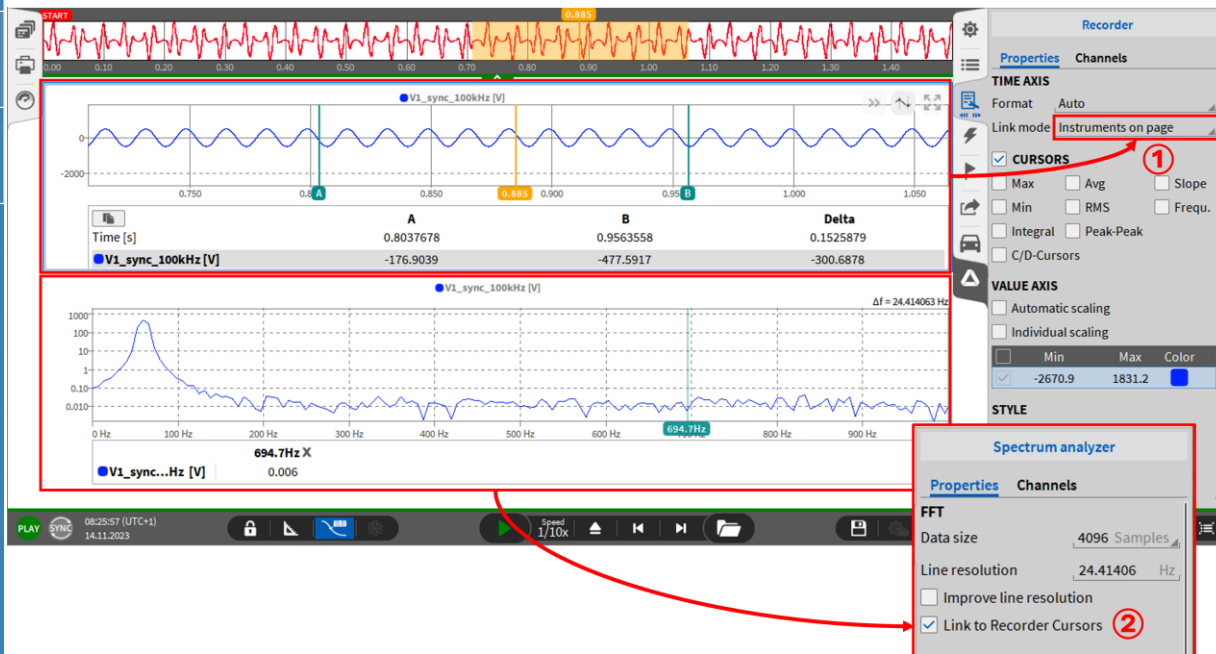 START
0.885
0.00 0.10 0.20 0.30 0.40 0.50 0.60 0.70 0.80 0.90 1.00 1.10 1.20 1.30 1.40
V1_sync_100kHz [V]
0
-2000
0.750 0.8 A 0.850 0.885 0.900 0.95 B 1.000 1.050
A B Delta
Time [s] 0.8037678 0.9563558 0.1525879
V1_sync_100kHz [V] -176.9039 -477.5917 -300.6878
V1_sync_100kHz [V]
Δf = 24.414063 Hz
1000
100
10
1
0.10
0.010
0 Hz 100 Hz 200 Hz 300 Hz 400 Hz 500 Hz 600 Hz 694.7Hz 800 Hz 900 Hz
694.7Hz X
V1_sync...Hz [V] 0.006
PLAY SYNC 08:25:57 (UTC+1)
14.11.2023
Speed
1/10x
Recorder
Properties Channels
TIME AXIS
Format Auto
Link mode Instruments on page
①
CURSORS
Max Avg Slope
Min RMS Frequ.
Integral Peak-Peak
C/D-Cursors
VALUE AXIS
Automatic scaling
Individual scaling
Min Max Color
-2670.9 1831.2
STYLE
Spectrum analyzer
Properties Channels
FFT
Data size 4096 Samples
Line resolution 24.41406 Hz
Improve line resolution
Link to Recorder Cursors ②